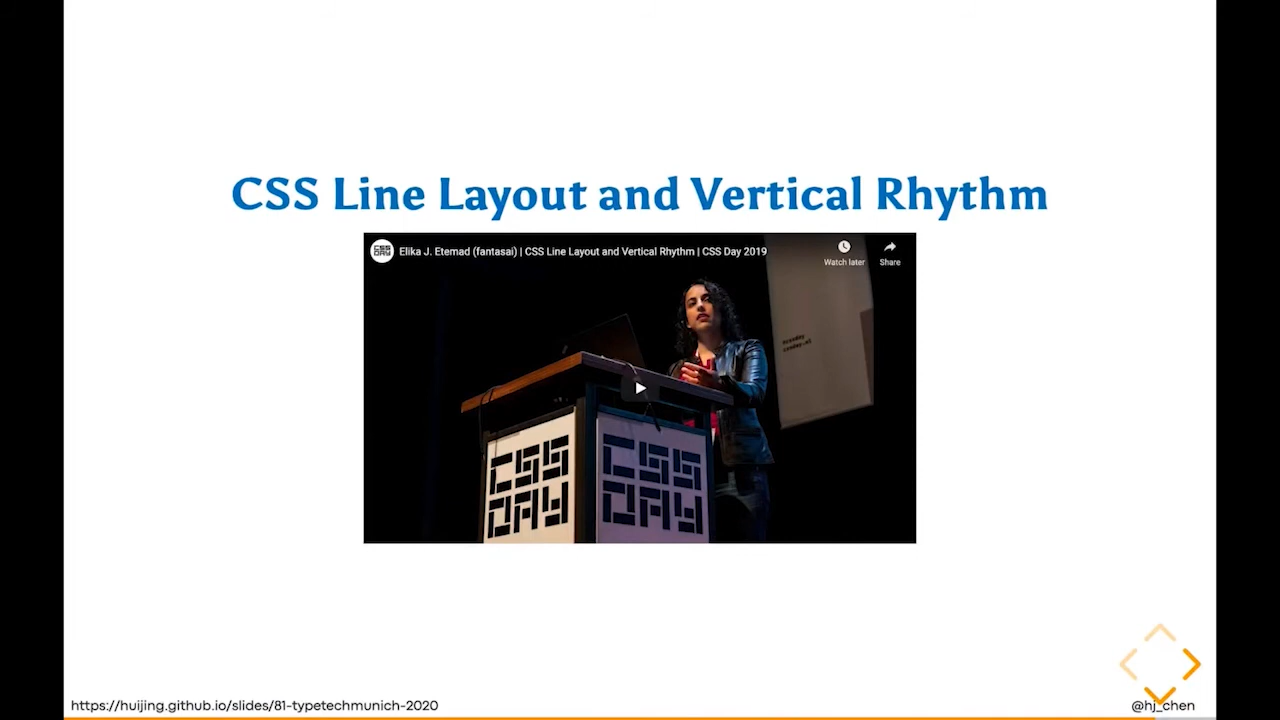 CSS Line Layout and Vertical Rhythm
CSS DAY
Elika J. Etemad (fantasai) | CSS Line Layout and Vertical Rhythm | CSS Day 2019
Watch later
Share
CSS
DAY
CSS
DAY
https://huijing.github.io/slides/81-typetechmunich-2020
@hj_chen